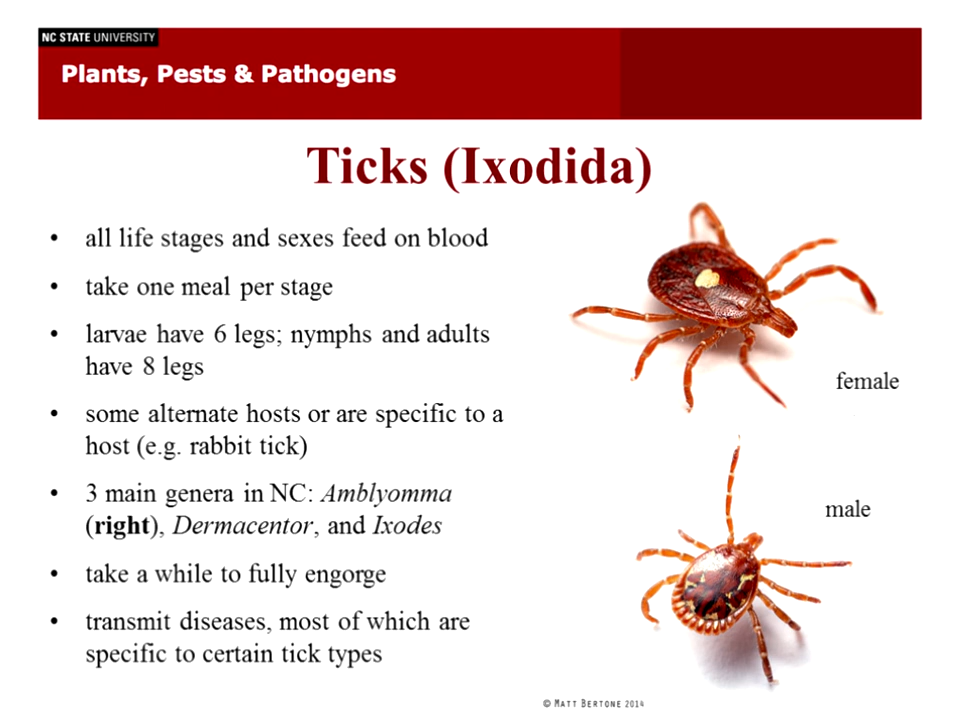 NC STATE UNIVERSITY
Plants, Pests & Pathogens
Ticks (Ixodida)
• all life stages and sexes feed on blood
• take one meal per stage
• larvae have 6 legs; nymphs and adults
have 8 legs
• some alternate hosts or are specific to a
host (e.g. rabbit tick)
• 3 main genera in NC: Amblyomma
(right), Dermacentor, and Ixodes
• take a while to fully engorge
• transmit diseases, most of which are
specific to certain tick types
female
male
© MATT BERTONE 2014